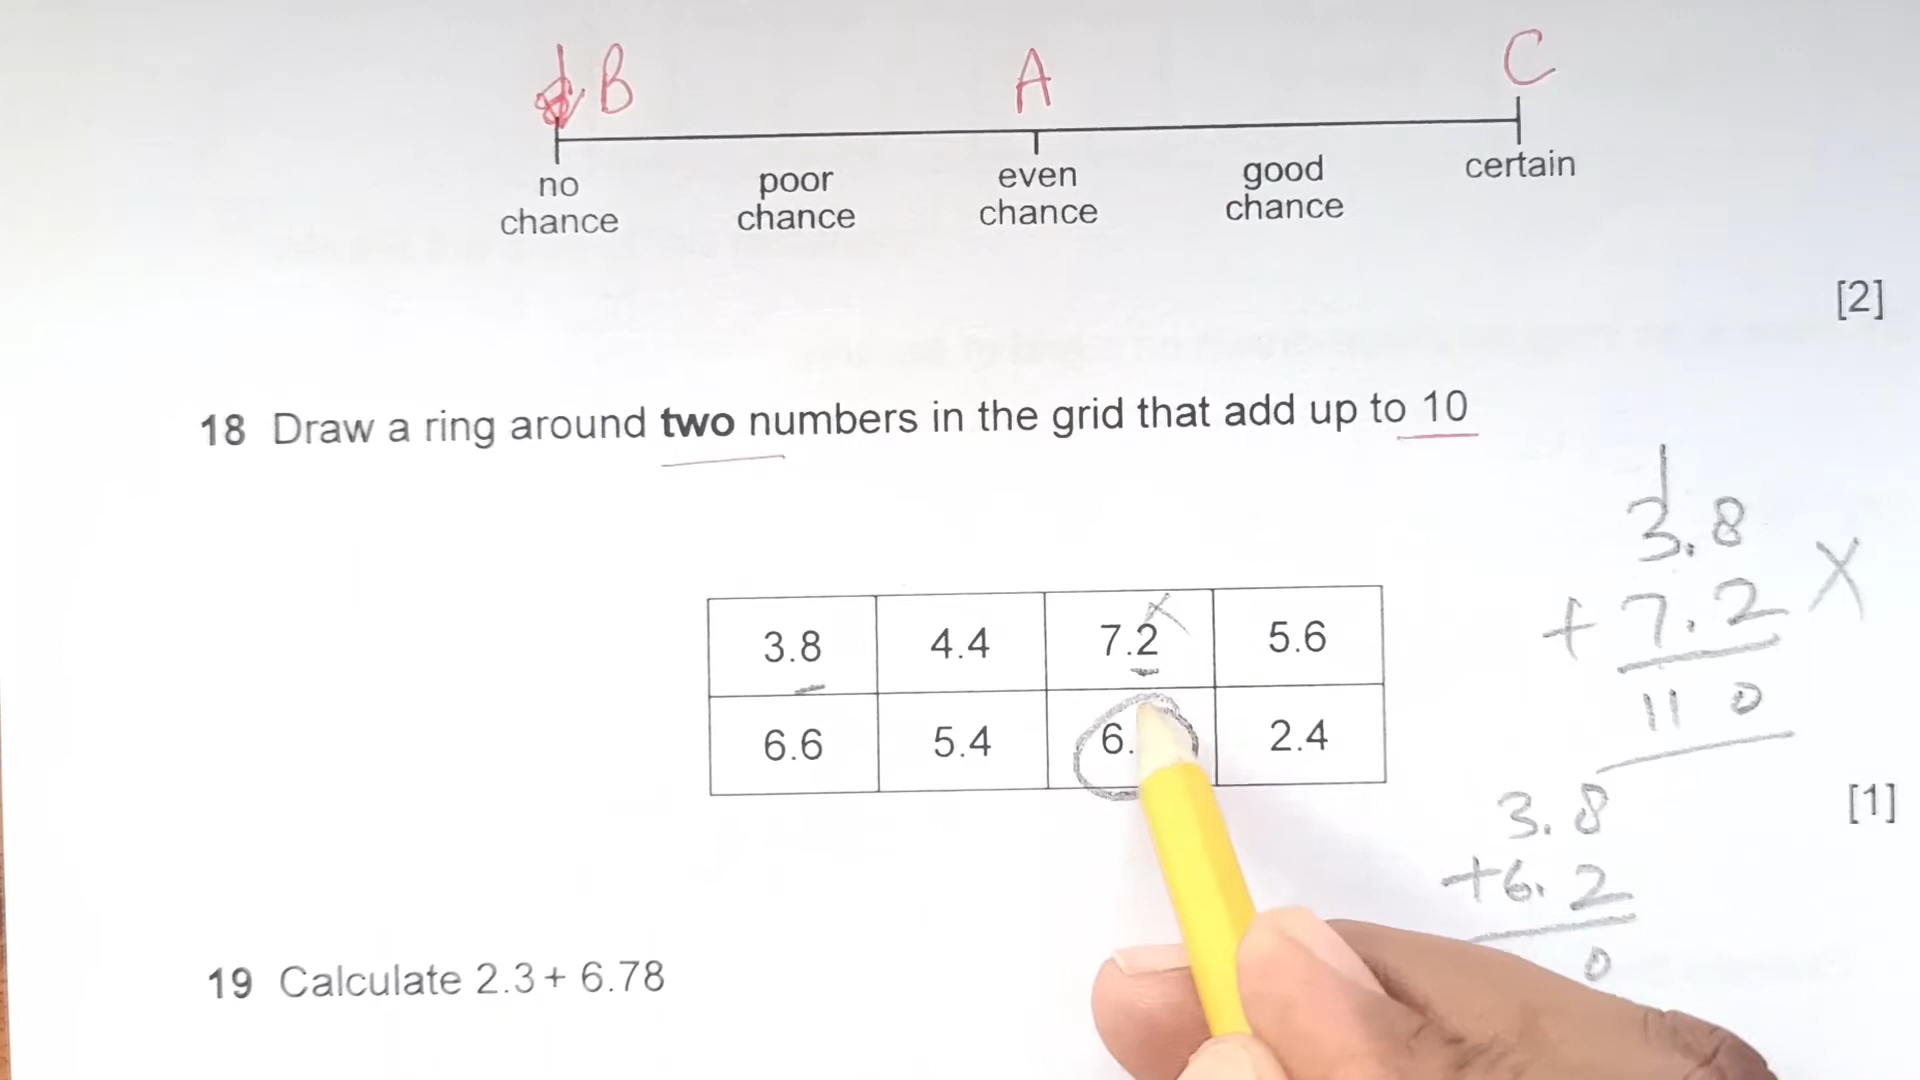 B A C
no chance
poor chance
even chance
good chance
certain
[2]
18 Draw a ring around two numbers in the grid that add up to 10
3.8 4.4 7.2 5.6
6.6 5.4 6. 2.4
1
3.8
+ 7.2 X
11 0
[1]
3.8
+6.2
0
19 Calculate 2.3 + 6.78